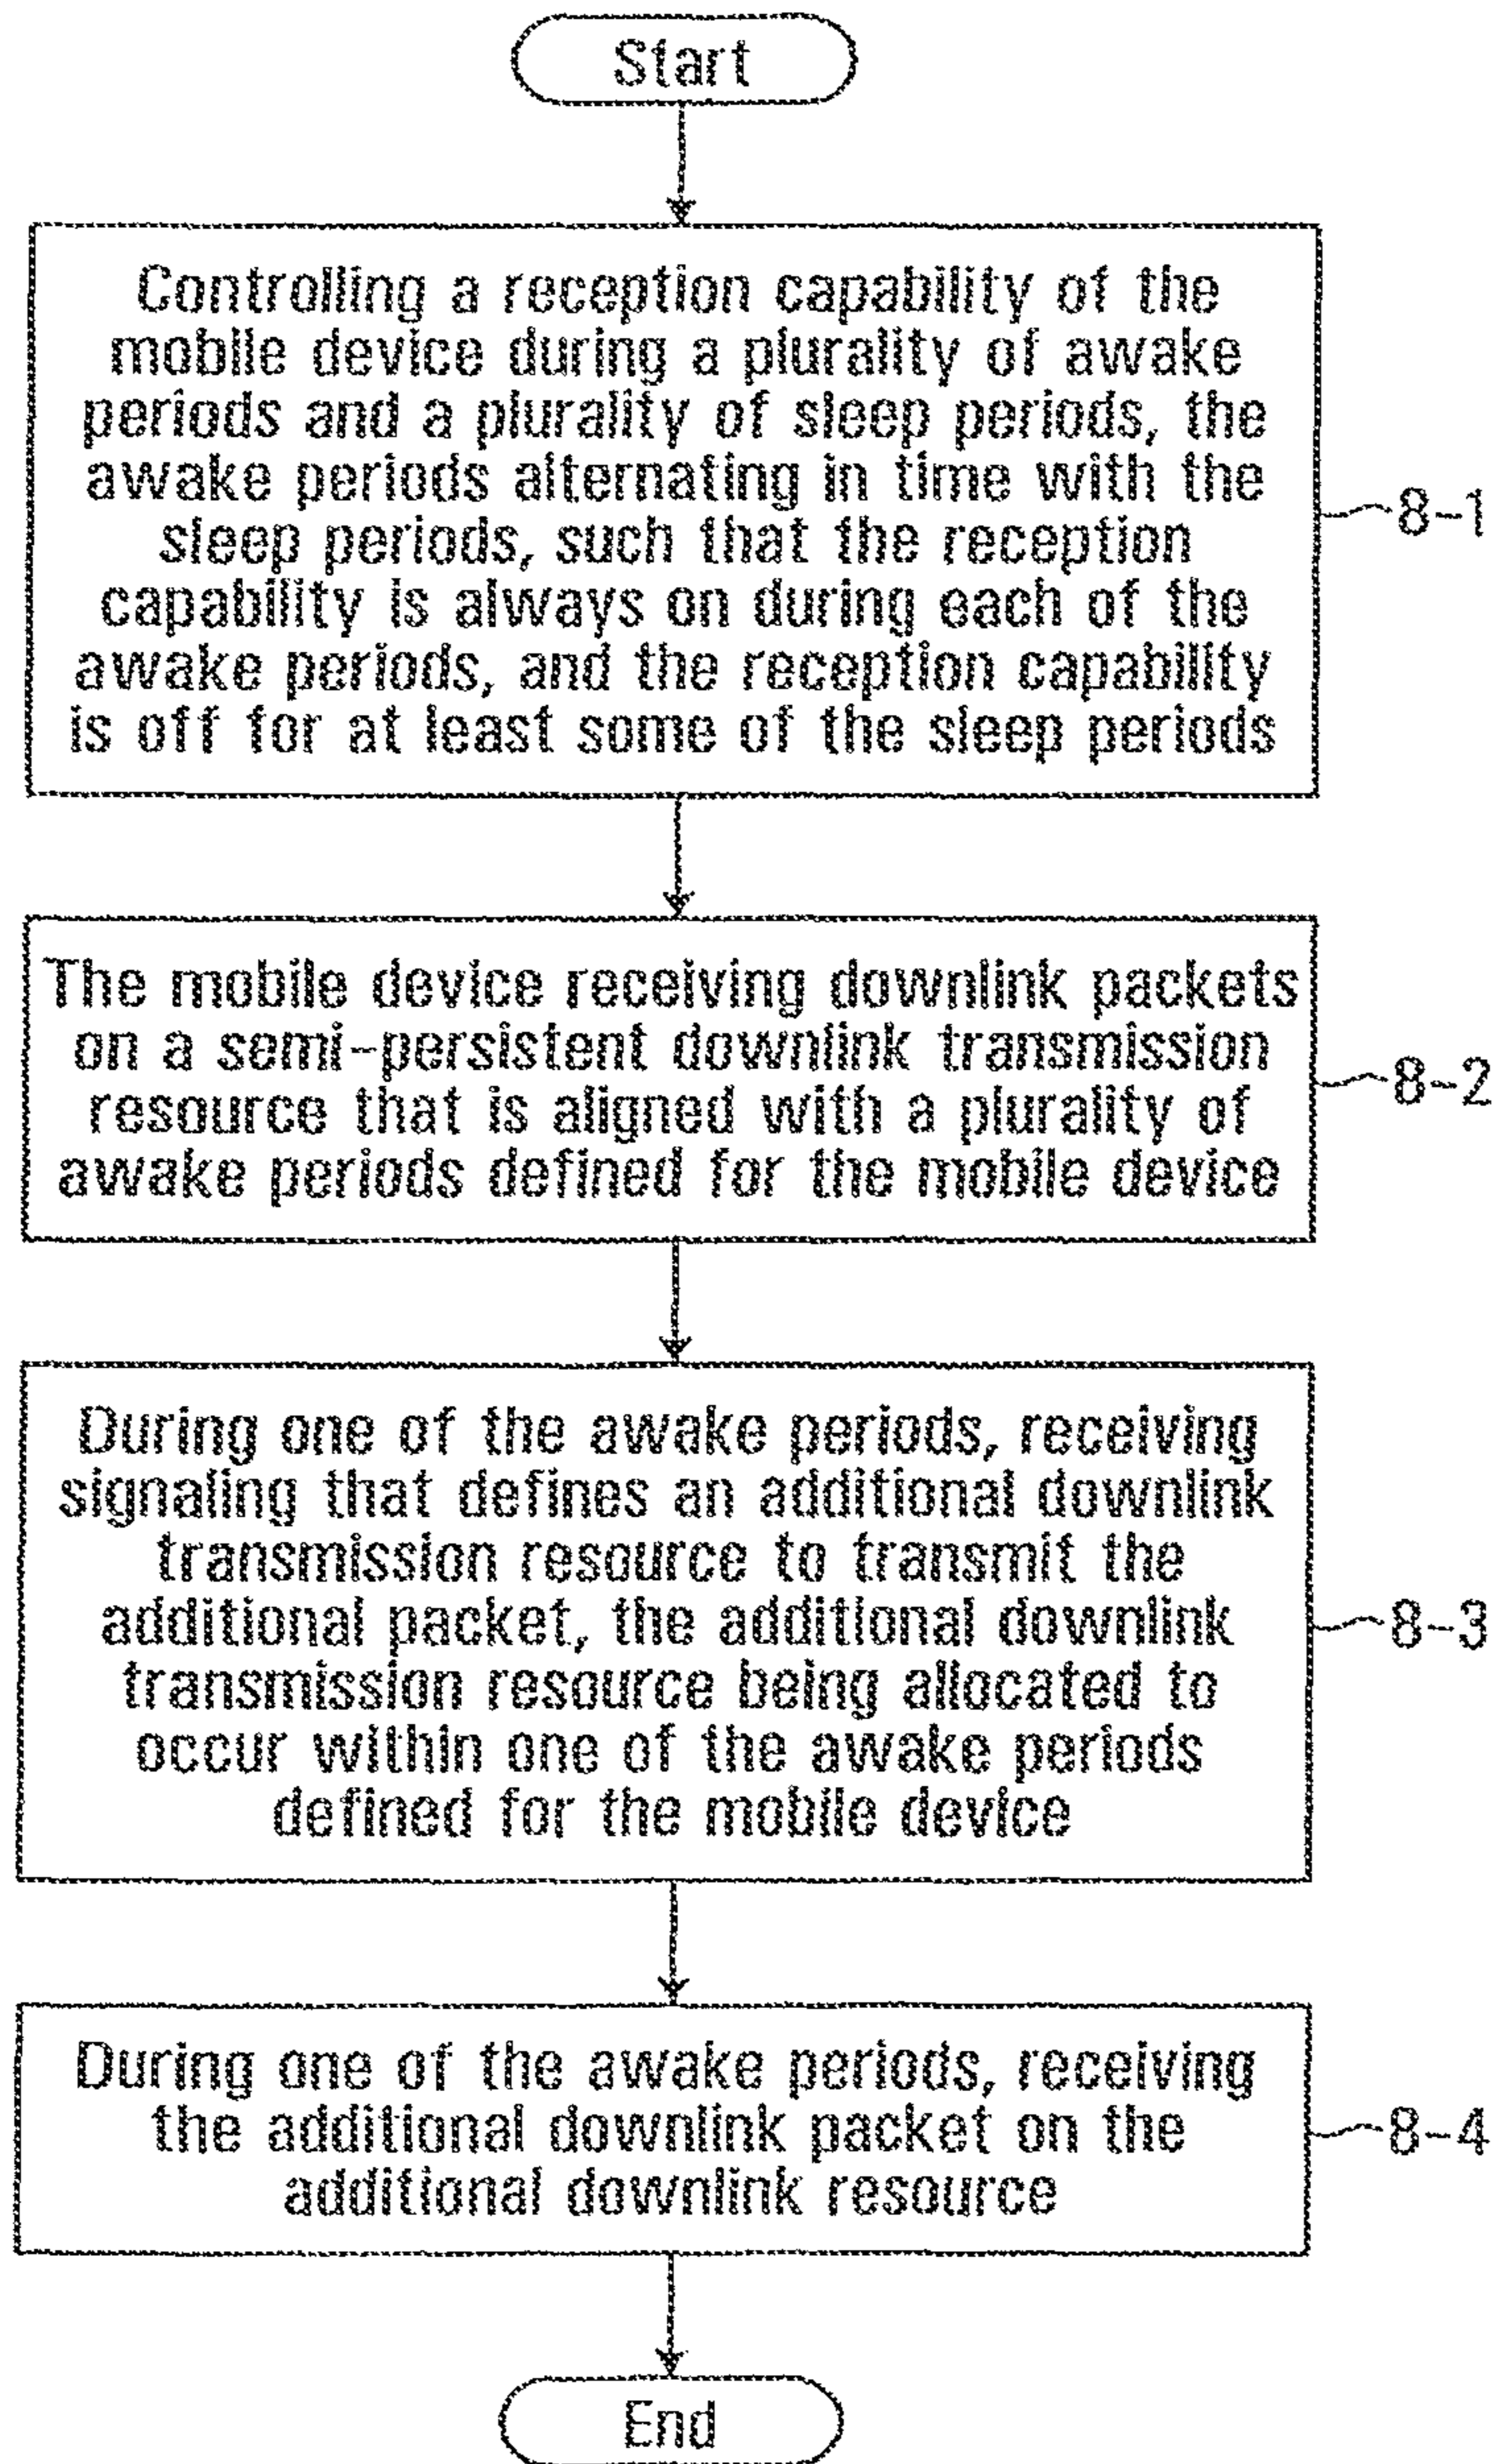 Start
Controlling a reception capability of the
mobile device during a plurality of awake
periods and a plurality of sleep periods, the
awake periods alternating in time with the
sleep periods, such that the reception
capability is always on during each of the
awake periods, and the reception capability
is off for at least some of the sleep periods
8-1
The mobile device receiving downlink packets
on a semi-persistent downlink transmission
resource that is aligned with a plurality of
awake periods defined for the mobile device
8-2
During one of the awake periods, receiving
signaling that defines an additional downlink
transmission resource to transmit the
additional packet, the additional downlink
transmission resource being allocated to
occur within one of the awake periods
defined for the mobile device
8-3
During one of the awake periods, receiving
the additional downlink packet on the
additional downlink resource
8-4
End